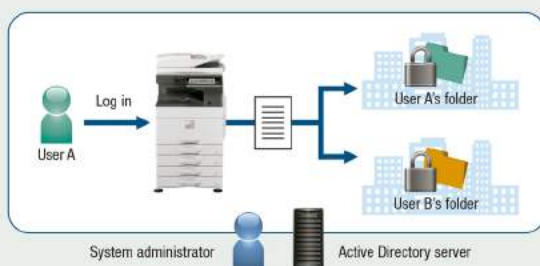 Log in
User A
User A's folder
User B's folder
System administrator
Active Directory server